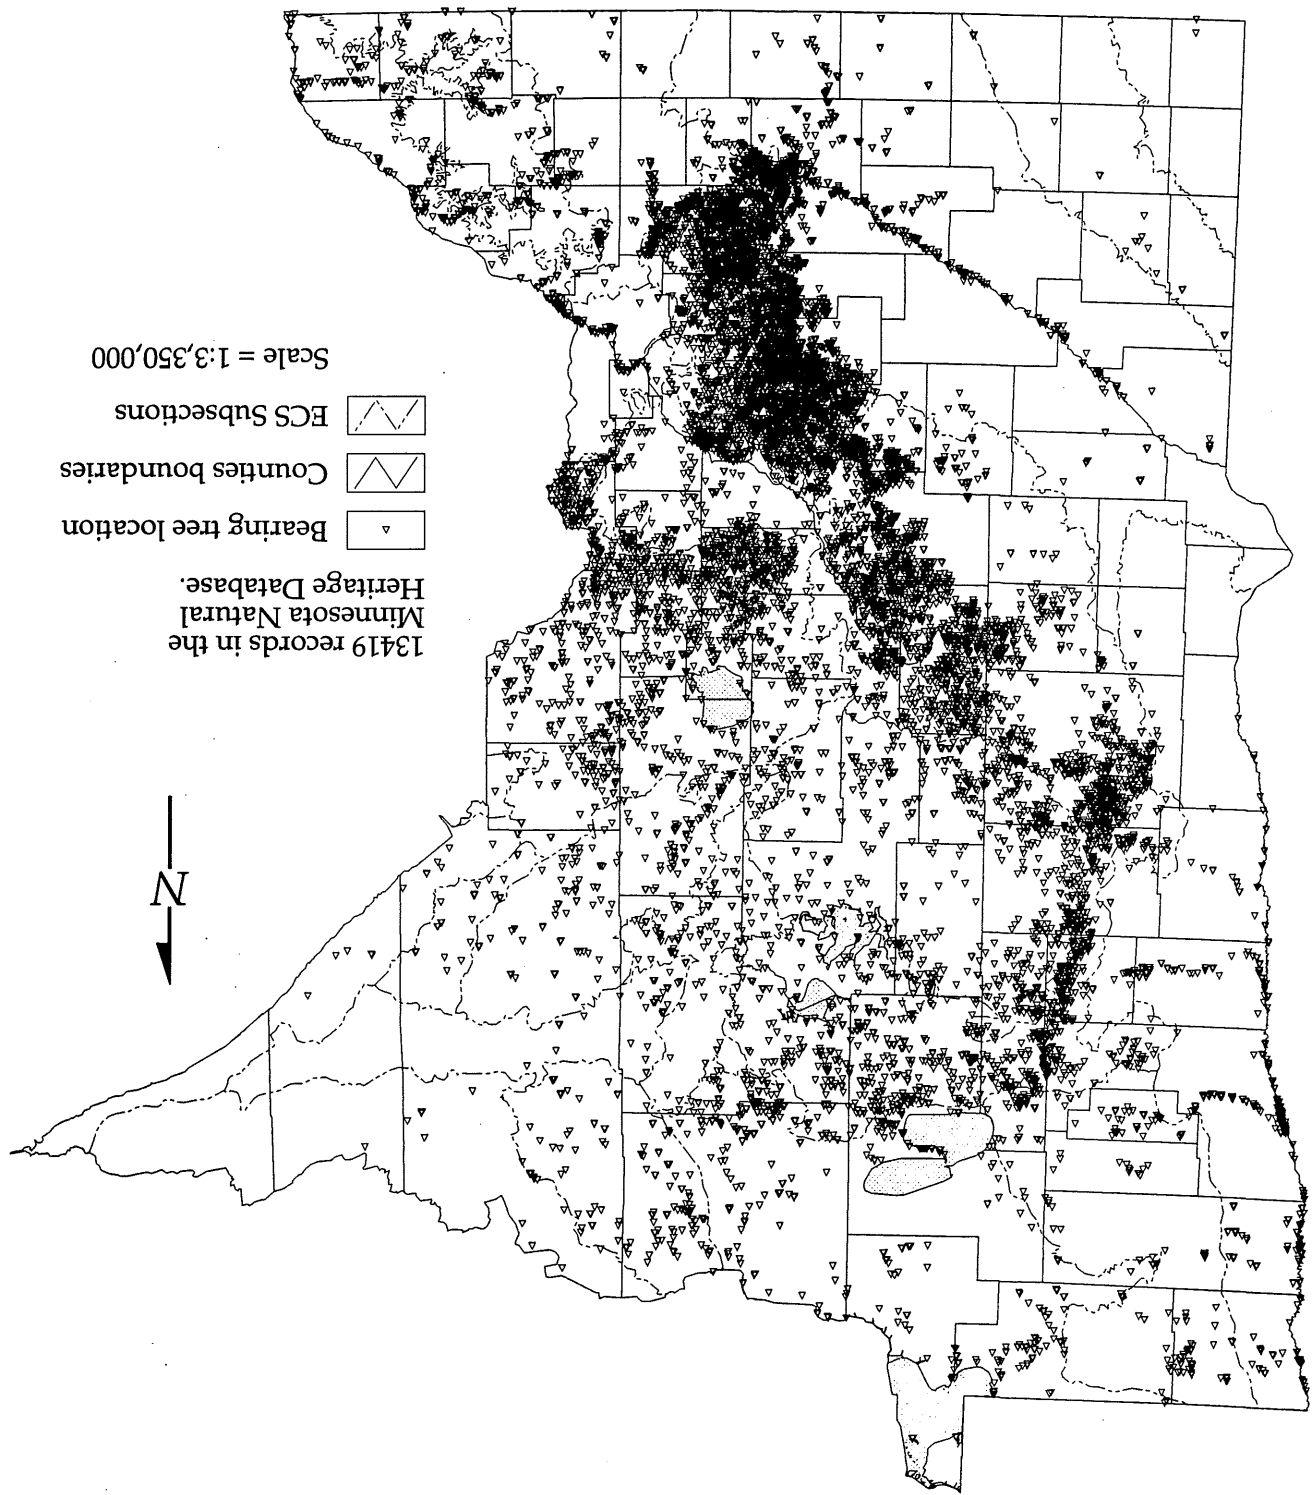 13419 records in the
Minnesota Natural
Heritage Database.
Bearing tree location
Counties boundaries
ECS Subsections
Scale = 1:3,350,000
N